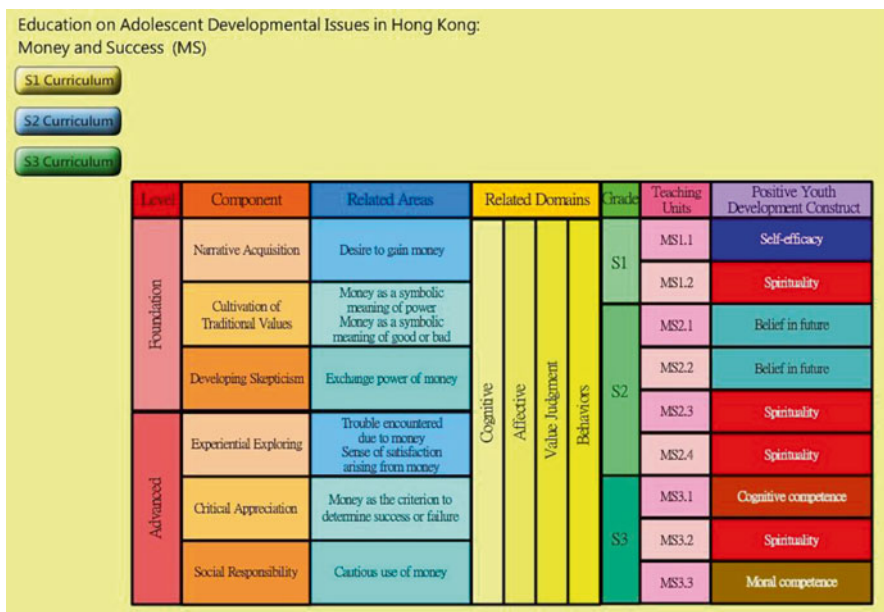 Education on Adolescent Developmental Issues in Hong Kong:
Money and Success (MS)
S1 Curriculum
S2 Curriculum
S3 Curriculum
Level
Component
Related Areas
Related Domains
Grade
Teaching
Units
Positive Youth
Development Construct
Foundation
Narrative Acquisition
Desire to gain money
Cultivation of
Traditional Values
Money as a symbolic
meaning of power
Money as a symbolic
meaning of good or bad
Developing Skepticism
Exchange power of money
Advanced
Experiential Exploring
Trouble encountered
due to money
Sense of satisfaction
arising from money
Critical Appreciation
Money as the criterion to
determine success or failure
Social Responsibility
Cautious use of money
Cognitive
Affective
Value Judgment
Behaviors
S1
MS1.1
Self-efficacy
MS1.2
Spirituality
S2
MS2.1
Belief in future
MS2.2
Belief in future
MS2.3
Spirituality
MS2.4
Spirituality
S3
MS3.1
Cognitive competence
MS3.2
Spirituality
MS3.3
Moral competence